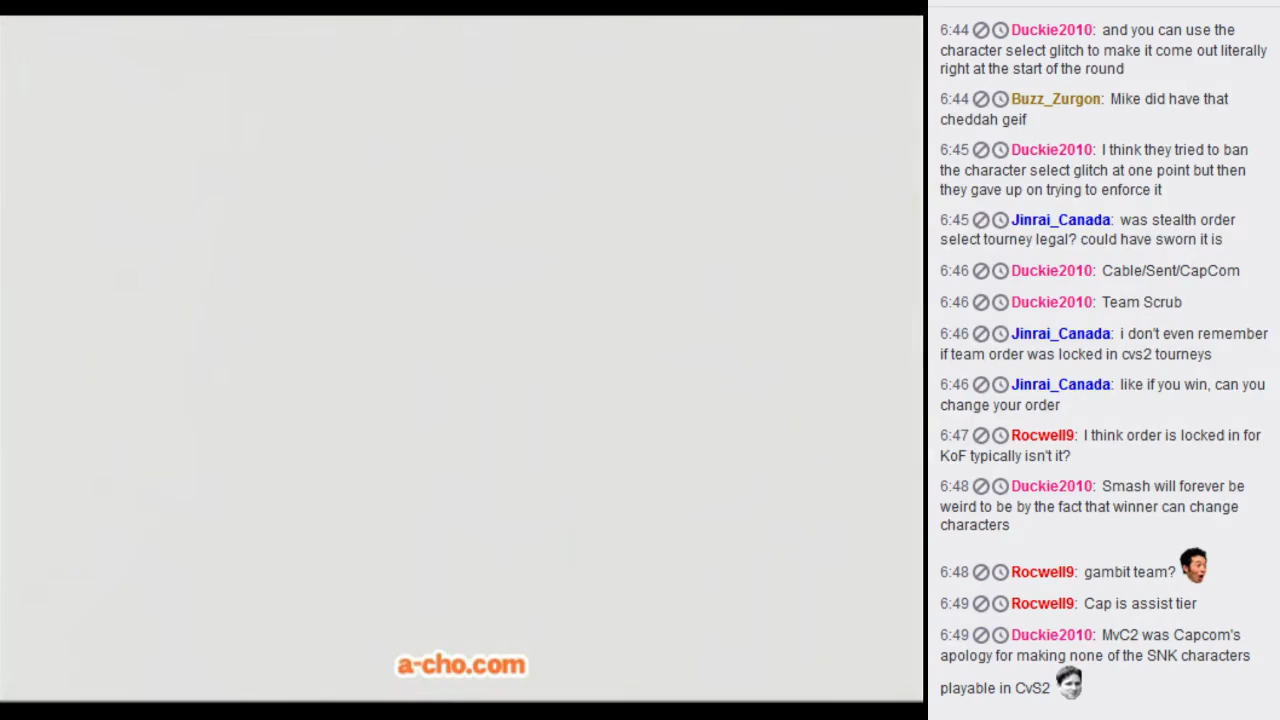 6:44 Duckie2010: and you can use the
character select glitch to make it come out literally
right at the start of the round
6:44 Buzz_Zurgon: Mike did have that
cheddah geif
6:45 Duckie2010: I think they tried to ban
the character select glitch at one point but then
they gave up on trying to enforce it
6:45 Jinrai_Canada: was stealth order
select tourney legal? could have sworn it is
6:46 Duckie2010: Cable/Sent/CapCom
6:46 Duckie2010: Team Scrub
6:46 Jinrai_Canada: i don't even remember
if team order was locked in cvs2 tourneys
6:46 Jinrai_Canada: like if you win, can you
change your order
6:47 Rocwell9: I think order is locked in for
KoF typically isn't it?
6:48 Duckie2010: Smash will forever be
weird to be by the fact that winner can change
characters
6:48 Rocwell9: gambit team?
6:49 Rocwell9: Cap is assist tier
6:49 Duckie2010: MvC2 was Capcom's
apology for making none of the SNK characters
playable in CvS2
a-cho.com